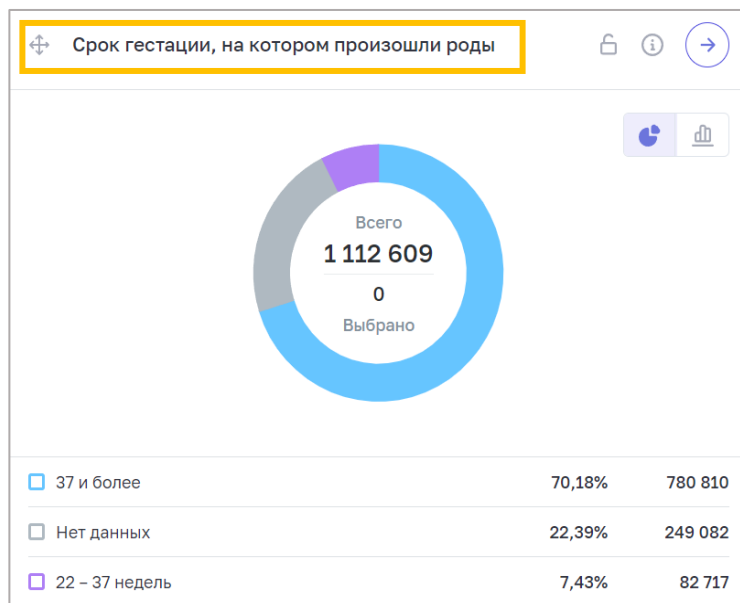 Срок гестации, на котором произошли роды
Всего
1 112 609
0
Выбрано
37 и более 70,18% 780 810
Нет данных 22,39% 249 082
22 – 37 недель 7,43% 82 717